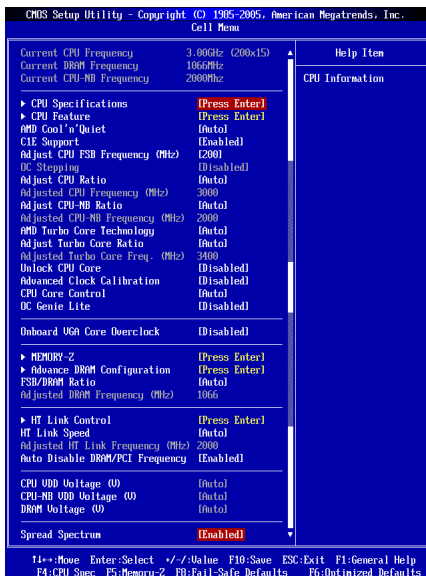 CMOS Setup Utility - Copyright (C) 1985-2005, American Megatrends, Inc.
Cell Menu
Current CPU Frequency 3.00GHz (200x15)
Current DRAM Frequency 1066MHz
Current CPU-NB Frequency 2000Mhz
Help Item
CPU Information
▶ CPU Specifications [Press Enter]
▶ CPU Feature [Press Enter]
AMD Cool'n'Quiet [Auto]
C1E Support [Enabled]
Adjust CPU FSB Frequency (MHz) [200]
OC Stepping [Disabled]
Adjust CPU Ratio [Auto]
Adjusted CPU Frequency (MHz) 3000
Adjust CPU-NB Ratio [Auto]
Adjusted CPU-NB Frequency (MHz) 2000
AMD Turbo Core Technology [Auto]
Adjust Turbo Core Ratio [Auto]
Adjusted Turbo Core Freq. (MHz) 3400
Unlock CPU Core [Disabled]
Advanced Clock Calibration [Disabled]
CPU Core Control [Auto]
OC Genie Lite [Disabled]
Onboard VGA Core Overclock [Disabled]
▶ MEMORY-Z [Press Enter]
▶ Advance DRAM Configuration [Press Enter]
FSB/DRAM Ratio [Auto]
Adjusted DRAM Frequency (MHz) 1066
▶ HT Link Control [Press Enter]
HT Link Speed [Auto]
Adjusted HT Link Frequency (MHz) 2000
Auto Disable DRAM/PCI Frequency [Enabled]
CPU VDD Voltage (V) [Auto]
CPU-NB VDD Voltage (V) [Auto]
DRAM Voltage (V) [Auto]
Spread Spectrum [Enabled]
↑↓↔:Move Enter:Select +/-/:Value F10:Save ESC:Exit F1:General Help
F4:CPU Spec F5:Memory-Z F8:Fail-Safe Defaults F6:Optimized Defaults